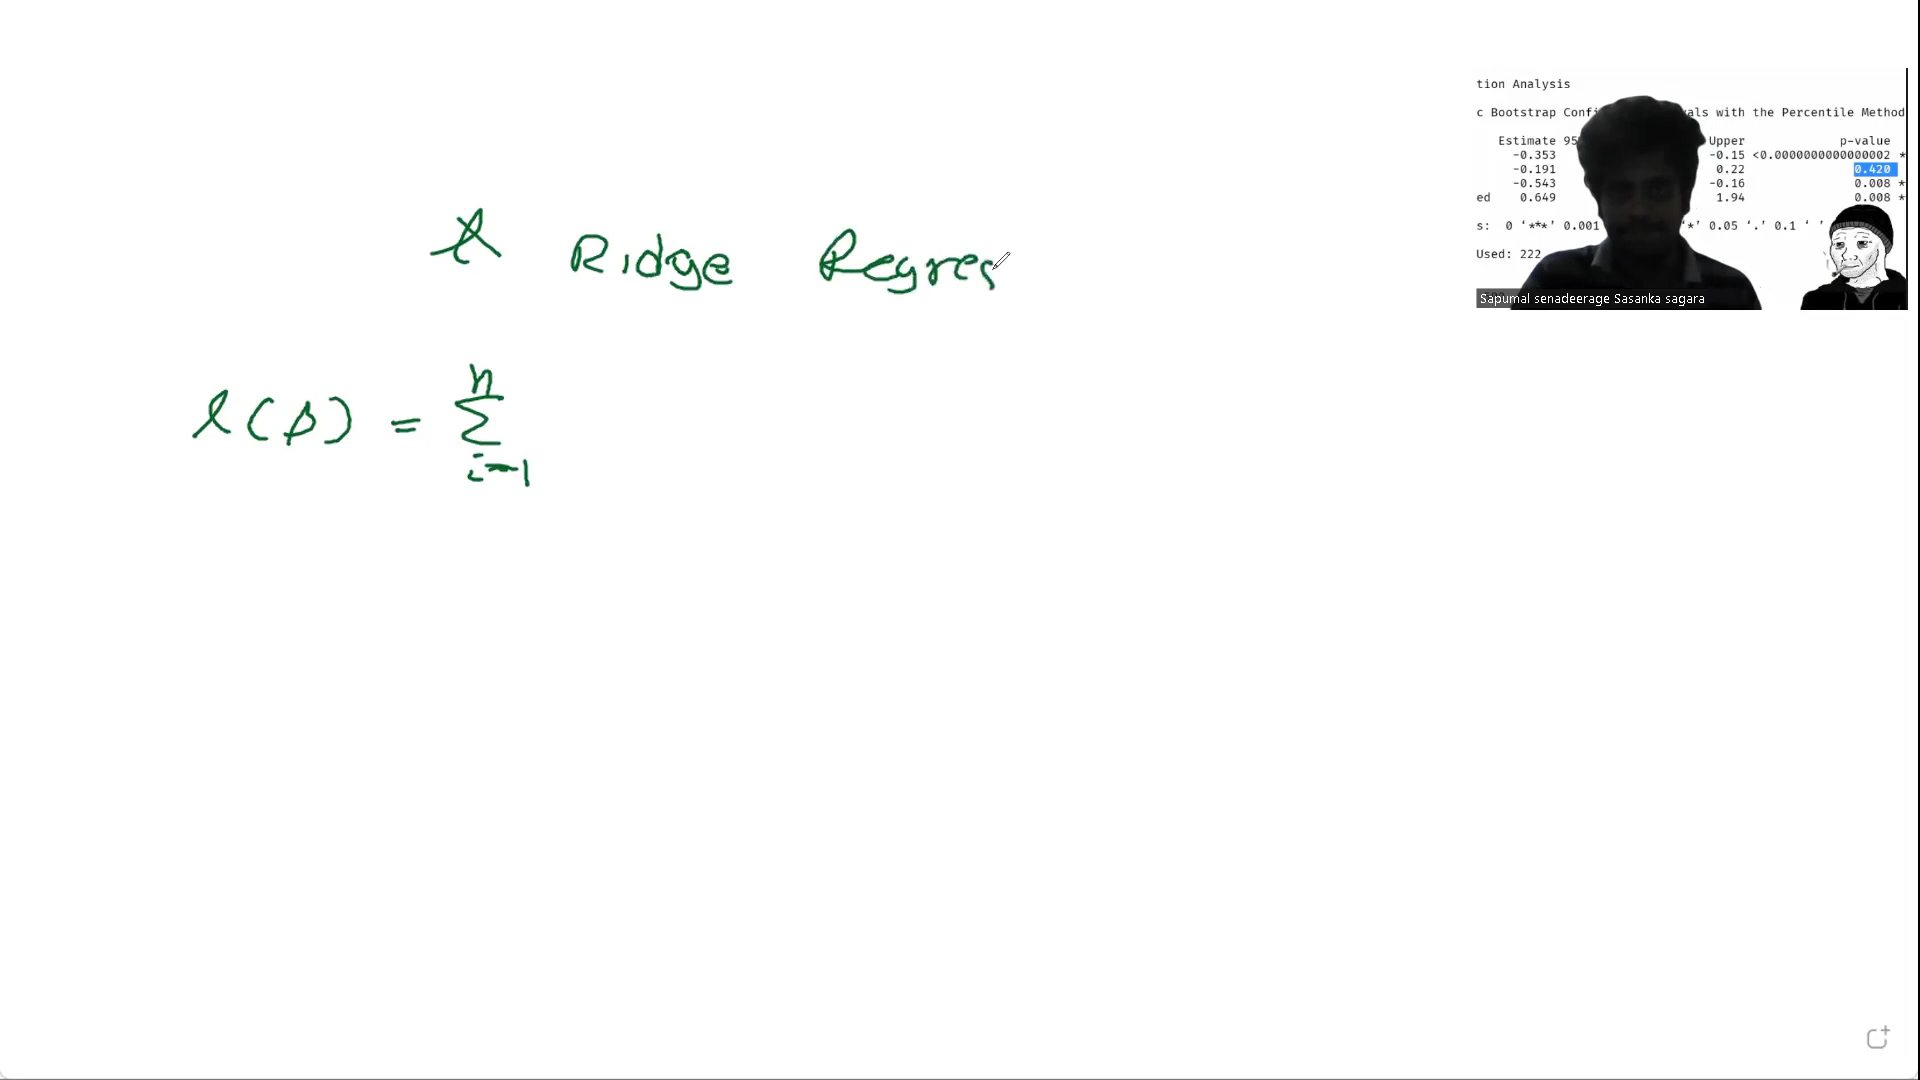 * Ridge Regres
l(β) = Σ
n
i=1
tion Analysis
c Bootstrap Conf als with the Percentile Method
Estimate 95 Upper p-value
-0.353 -0.15 <0.0000000000000002 *
-0.191 0.22 0.420
-0.543 -0.16 0.008 *
ed 0.649 1.94 0.008 *
s: 0 ‘***’ 0.001 ‘*’ 0.05 ‘.’ 0.1 ‘ ’
Used: 222
Sapumal senadeerage Sasanka sagara